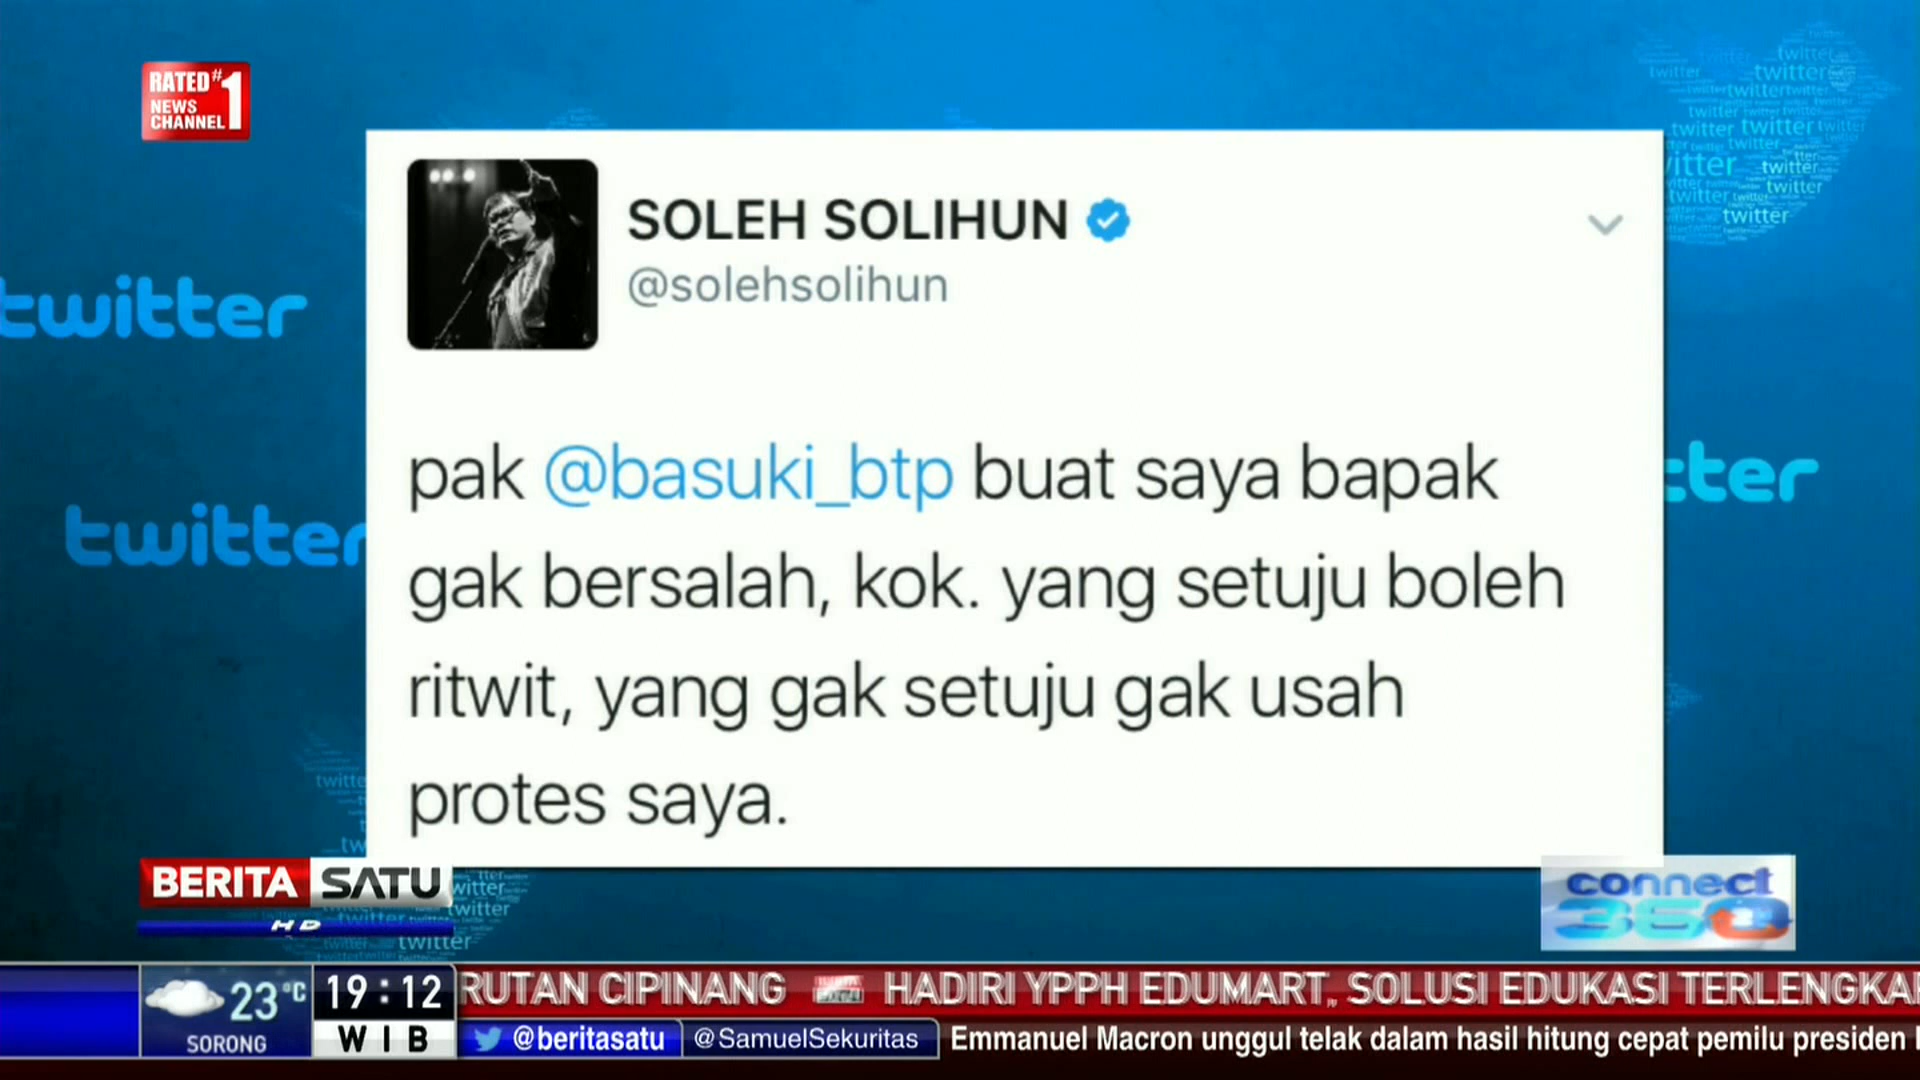 RATED #1
NEWS
CHANNEL
SOLEH SOLIHUN
@solehsolihun
pak @basuki_btp buat saya bapak
gak bersalah, kok. yang setuju boleh
ritwit, yang gak setuju gak usah
protes saya.
twitter
twitter
tter
BERITA SATU
HD
connect
360
23°C
SORONG
19:12
WIB
RUTAN CIPINANG
HADIRI YPPH EDUMART, SOLUSI EDUKASI TERLENGKA
@beritasatu
@SamuelSekuritas
Emmanuel Macron unggul telak dalam hasil hitung cepat pemilu presiden